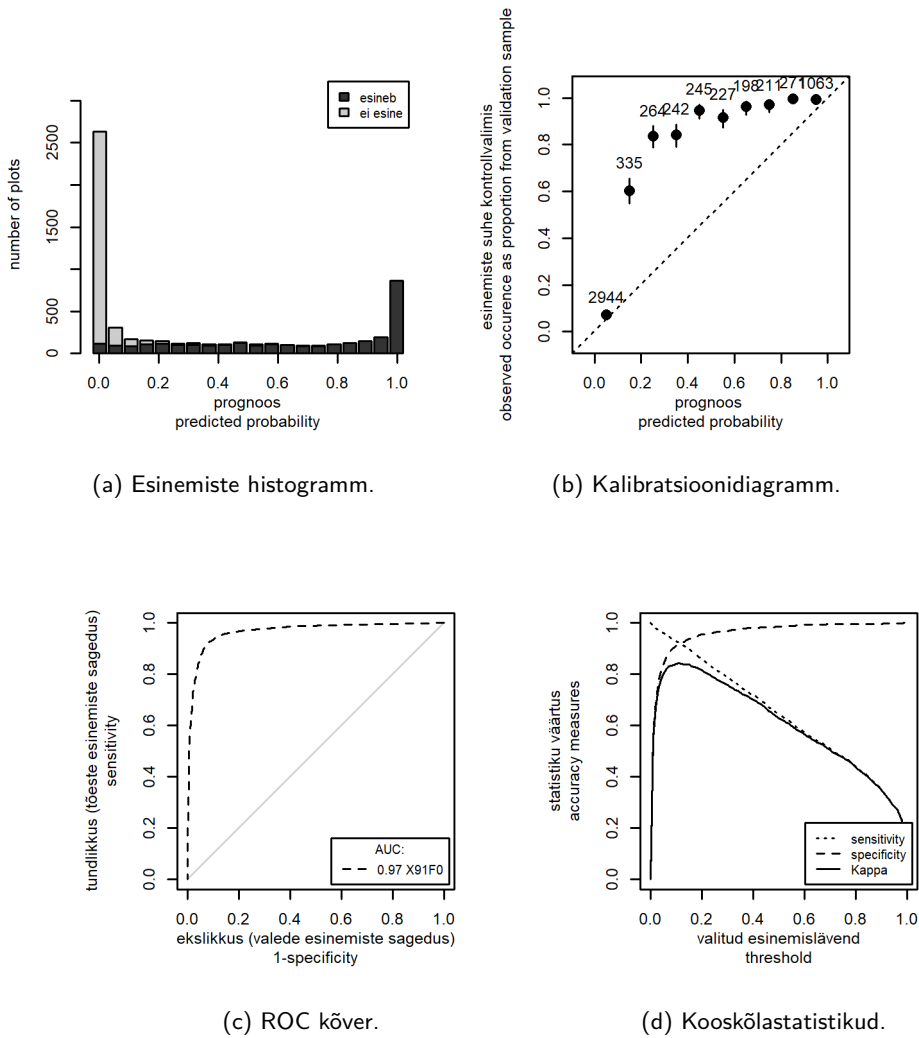 esineb
ei esine
number of plots
0
500
1500
2500
0.0 0.2 0.4 0.6 0.8 1.0
prognoos
predicted probability
(a) Esinemiste histogramm.
esinemiste suhe kontrollvalimis
observed occurence as proportion from validation sample
0.0
0.2
0.4
0.6
0.8
1.0
2944
335
264
242
245
227
198
211
271
1063
0.0 0.2 0.4 0.6 0.8 1.0
prognoos
predicted probability
(b) Kalibratsioonidiagramm.
tundlikkus (tõeste esinemiste sagedus)
sensitivity
0.0
0.2
0.4
0.6
0.8
1.0
AUC:
0.97 X91F0
0.0 0.2 0.4 0.6 0.8 1.0
ekslikkus (valede esinemiste sagedus)
1-specificity
(c) ROC kõver.
statistiku väärtus
accuracy measures
0.0
0.2
0.4
0.6
0.8
1.0
sensitivity
specificity
Kappa
0.0 0.2 0.4 0.6 0.8 1.0
valitud esinemislävend
threshold
(d) Kooskõlastatistikud.